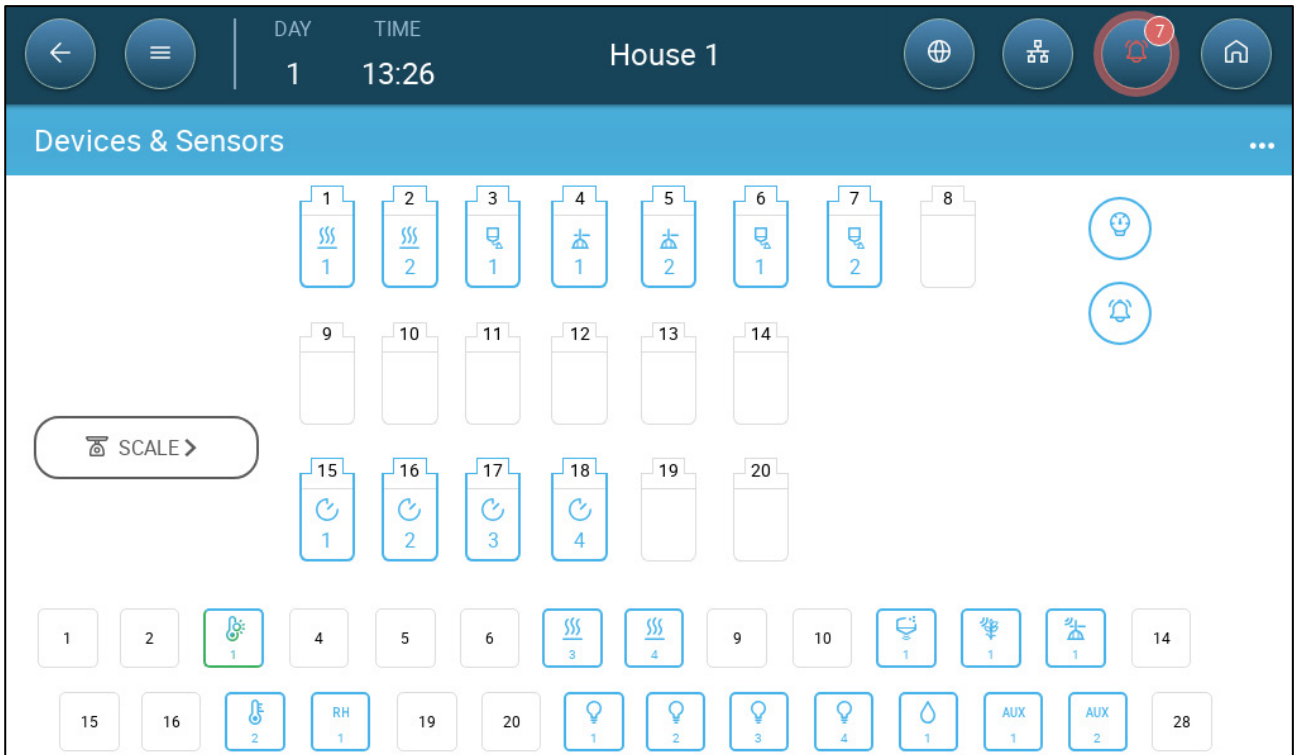 DAY TIME 7
1 13:26 House 1
Devices & Sensors
1 2 3 4 5 6 7 8
1 2 1 1 2 1 2
9 10 11 12 13 14
SCALE
15 16 17 18 19 20
1 2 3 4
1 2 4 5 6 9 10 14
1 3 4 1 1 1
15 16 RH 19 20 AUX AUX 28
2 1 1 2 3 4 1 1 2